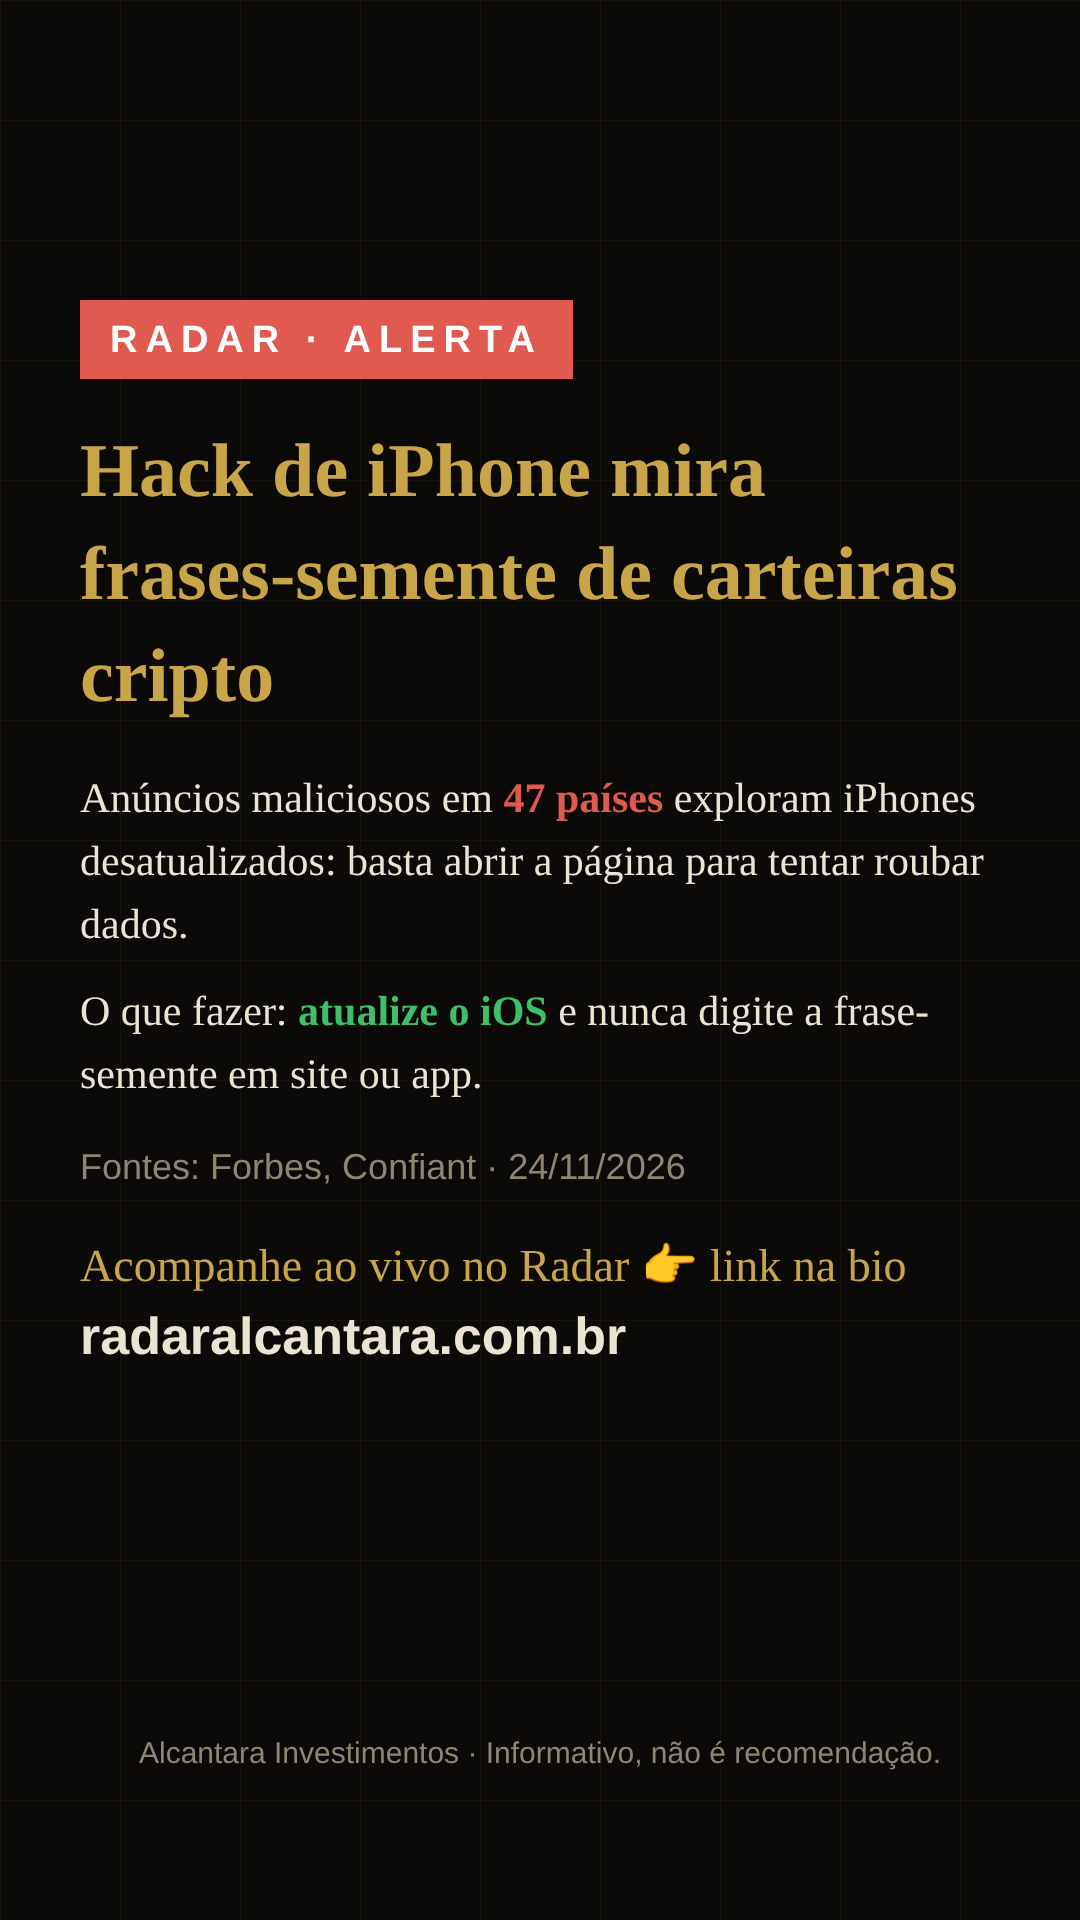 RADAR · ALERTA
Hack de iPhone mira
frases-semente de carteiras
cripto
Anúncios maliciosos em 47 países exploram iPhones
desatualizados: basta abrir a página para tentar roubar
dados.
O que fazer: atualize o iOS e nunca digite a frase-
semente em site ou app.
Fontes: Forbes, Confiant · 24/11/2026
Acompanhe ao vivo no Radar 👉 link na bio
radaralcantara.com.br
Alcantara Investimentos · Informativo, não é recomendação.